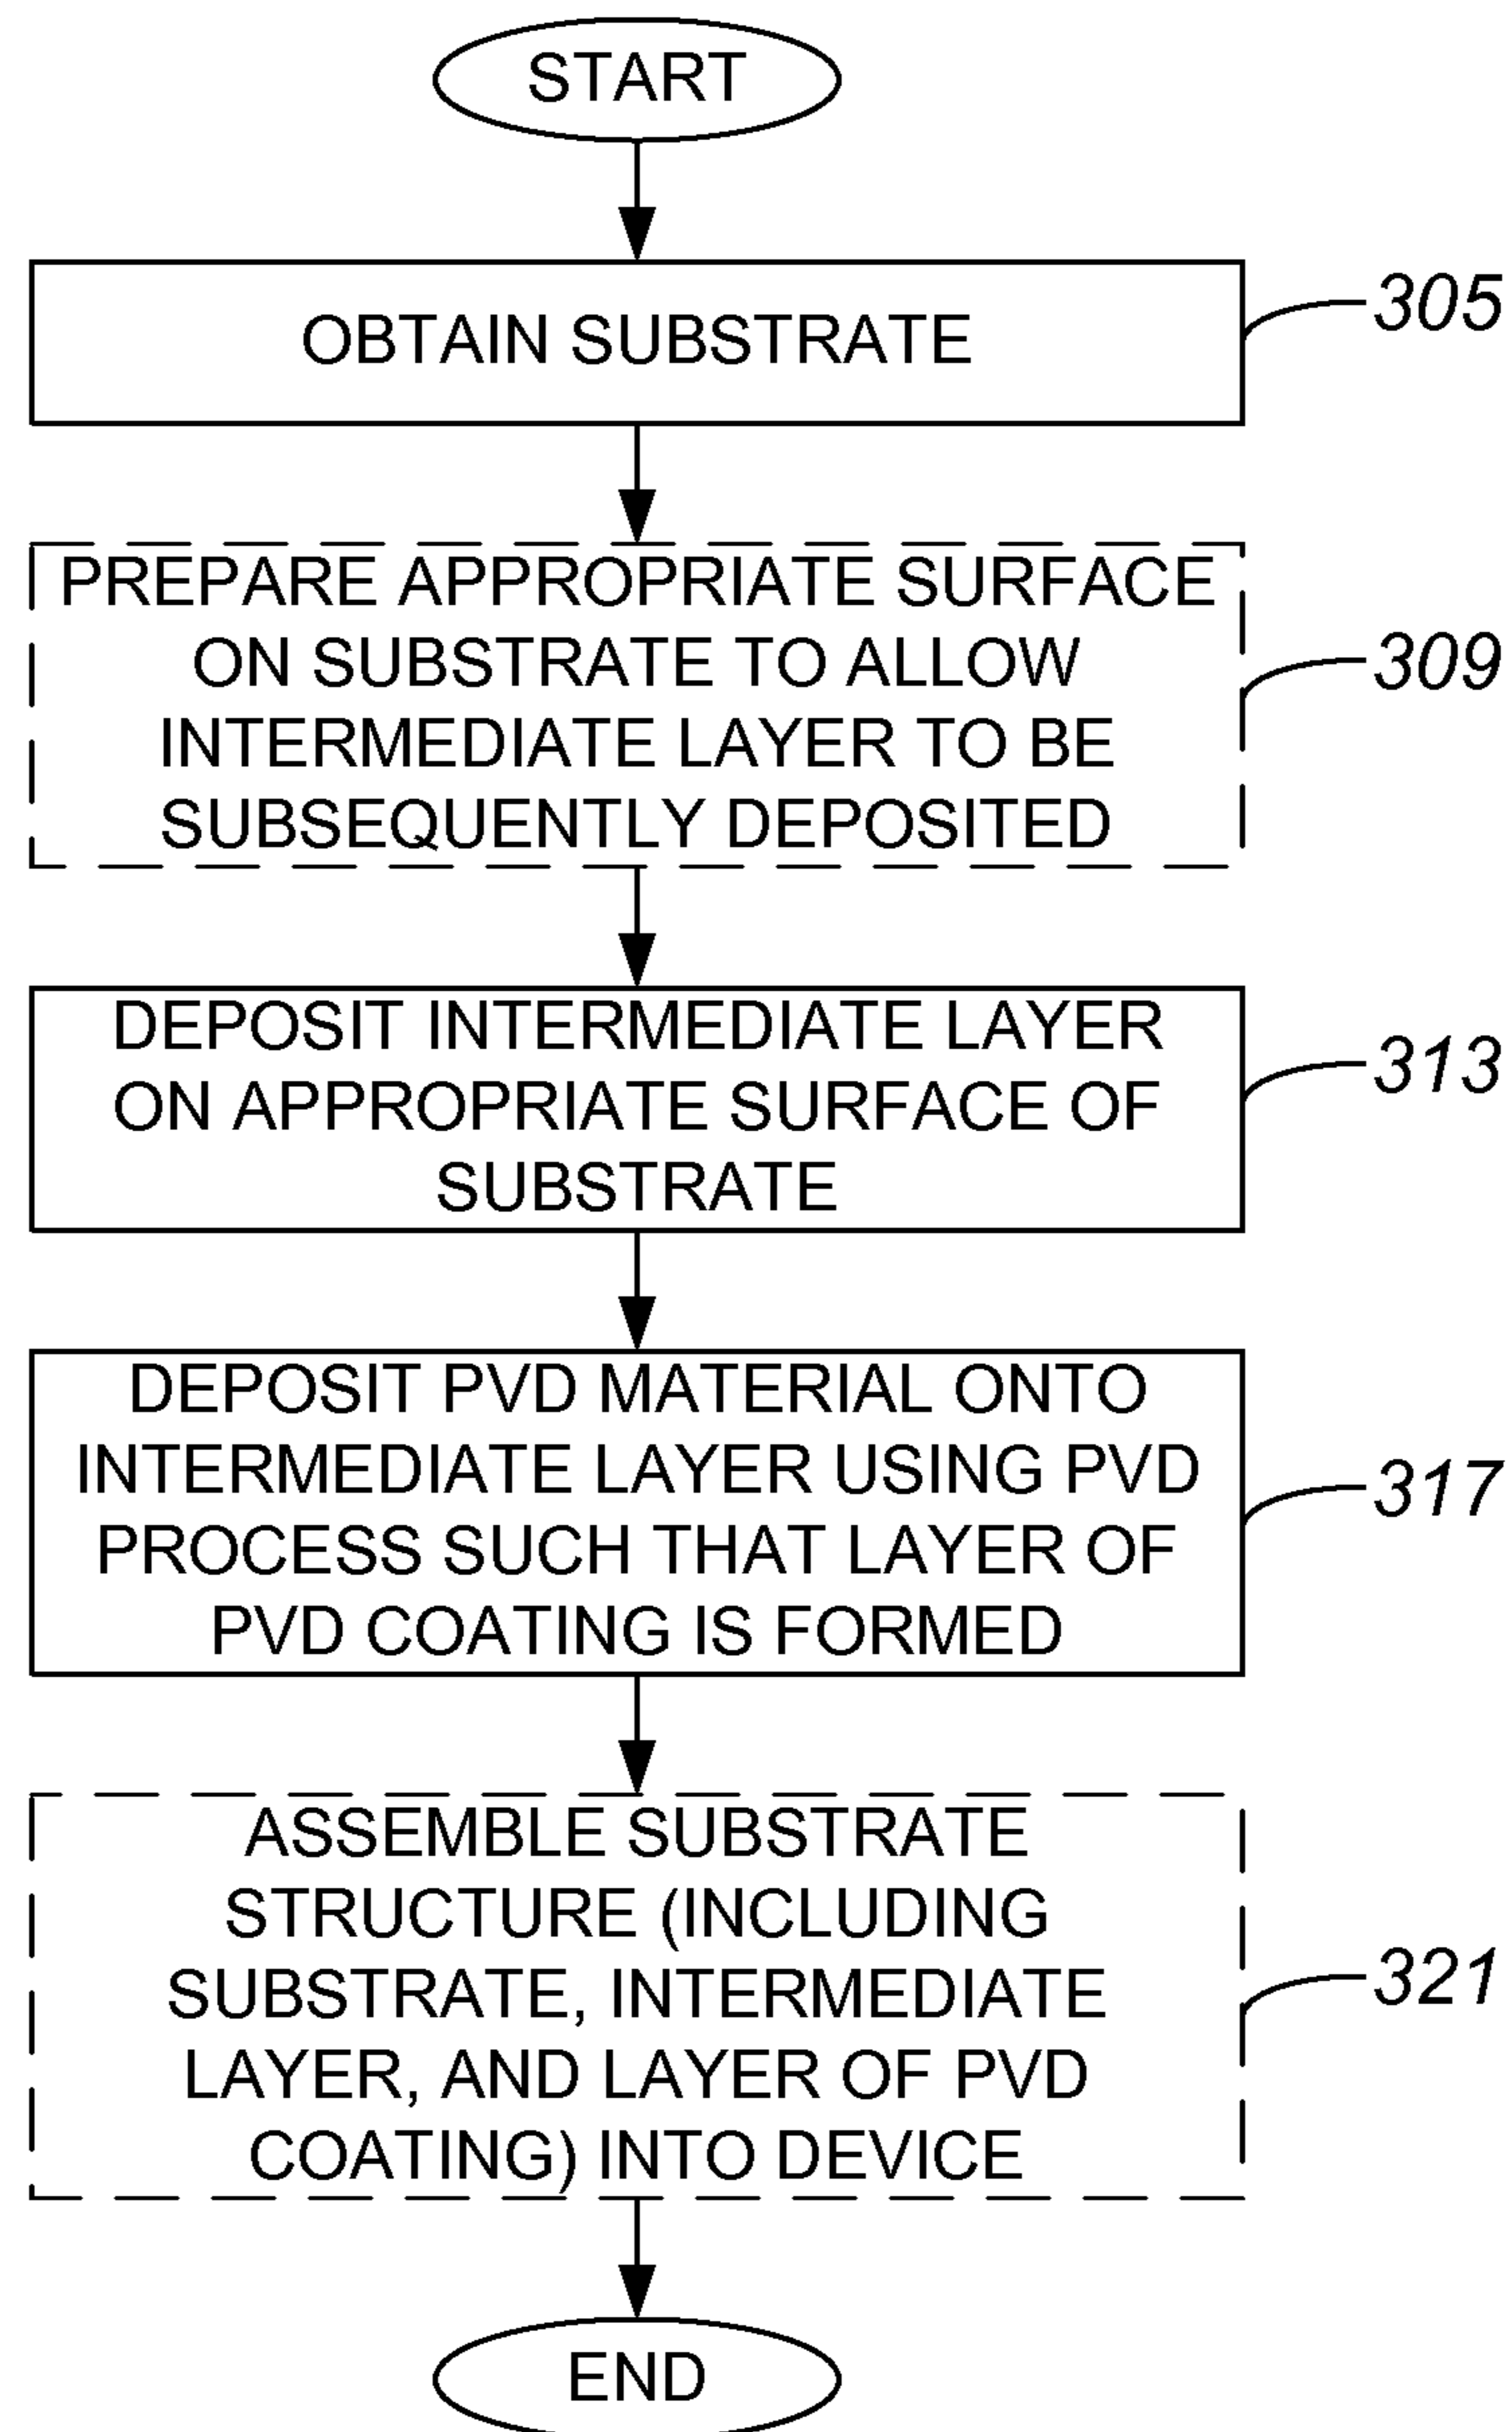 START
OBTAIN SUBSTRATE
305
PREPARE APPROPRIATE SURFACE
ON SUBSTRATE TO ALLOW
INTERMEDIATE LAYER TO BE
SUBSEQUENTLY DEPOSITED
309
DEPOSIT INTERMEDIATE LAYER
ON APPROPRIATE SURFACE OF
SUBSTRATE
313
DEPOSIT PVD MATERIAL ONTO
INTERMEDIATE LAYER USING PVD
PROCESS SUCH THAT LAYER OF
PVD COATING IS FORMED
317
ASSEMBLE SUBSTRATE
STRUCTURE (INCLUDING
SUBSTRATE, INTERMEDIATE
LAYER, AND LAYER OF PVD
COATING) INTO DEVICE
321
END